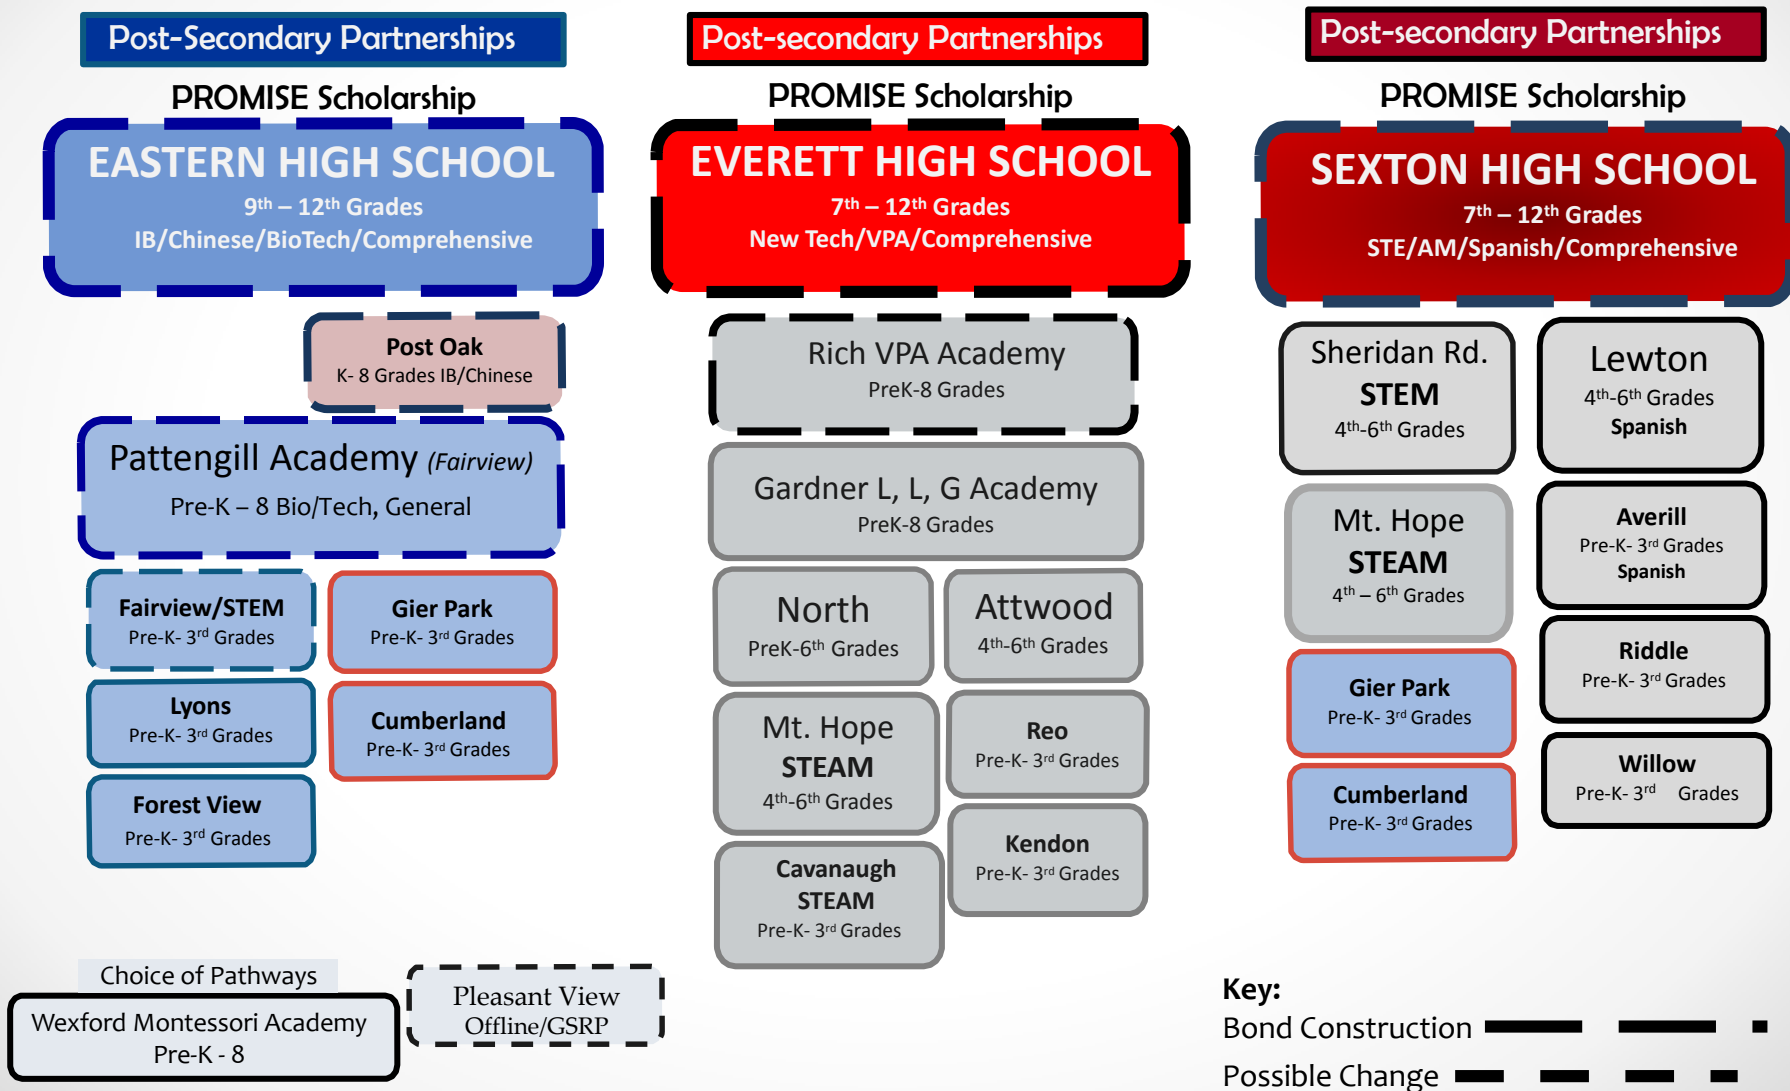 Post-Secondary Partnerships
PROMISE Scholarship
EASTERN HIGH SCHOOL
9th – 12th Grades
IB/Chinese/BioTech/Comprehensive
Post Oak
K- 8 Grades IB/Chinese
Pattengill Academy (Fairview)
Pre-K – 8 Bio/Tech, General
Fairview/STEM
Pre-K- 3rd Grades
Gier Park
Pre-K- 3rd Grades
Lyons
Pre-K- 3rd Grades
Cumberland
Pre-K- 3rd Grades
Forest View
Pre-K- 3rd Grades
Post-secondary Partnerships
PROMISE Scholarship
EVERETT HIGH SCHOOL
7th – 12th Grades
New Tech/VPA/Comprehensive
Rich VPA Academy
PreK-8 Grades
Gardner L, L, G Academy
PreK-8 Grades
North
PreK-6th Grades
Attwood
4th-6th Grades
Mt. Hope
STEAM
4th-6th Grades
Reo
Pre-K- 3rd Grades
Cavanaugh
STEAM
Pre-K- 3rd Grades
Kendon
Pre-K- 3rd Grades
Post-secondary Partnerships
PROMISE Scholarship
SEXTON HIGH SCHOOL
7th – 12th Grades
STE/AM/Spanish/Comprehensive
Sheridan Rd.
STEM
4th-6th Grades
Lewton
4th-6th Grades
Spanish
Mt. Hope
STEAM
4th – 6th Grades
Averill
Pre-K- 3rd Grades
Spanish
Gier Park
Pre-K- 3rd Grades
Riddle
Pre-K- 3rd Grades
Cumberland
Pre-K- 3rd Grades
Willow
Pre-K- 3rd Grades
Choice of Pathways
Wexford Montessori Academy
Pre-K - 8
Pleasant View
Offline/GSRP
Key:
Bond Construction
Possible Change